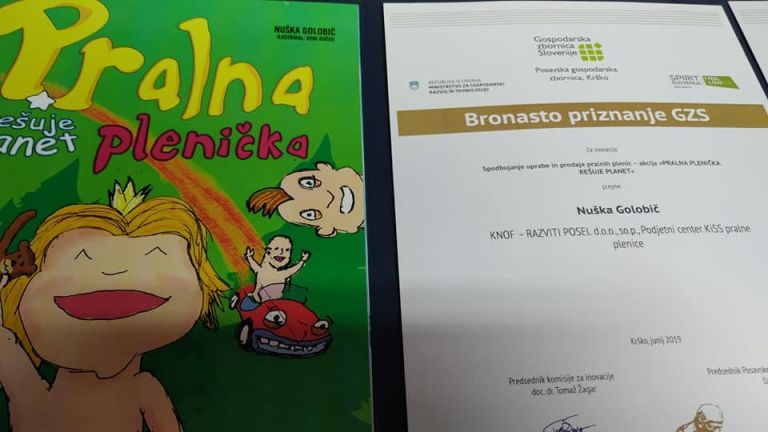 NUŠKA GOLOBIČ
Pralna
ešuje
anet
plenička
Gospodarska
zbornica
Slovenije
Posavska gospodarska
zbornica, Krško
REPUBLIKA SLOVENIJA
MINISTRSTVO ZA GOSPODARSKI
RAZVOJ IN TEHNOLOGIJO
SPIRIT
SLOVENIJA
Bronasto priznanje GZS
Za inovacijo
Spodbujanje uprabe in prodaje pralnih plenic – akcija »PRALNA PLENIČKA
REŠUJE PLANET«
prejme
Nuška Golobič
KNOF – RAZVITI POSEL d.o.o.,so.p.,Podjetni center KiSS pralne
plenice
Krško, junij 2019
Predsednik komisije za inovacije
doc. dr. Tomaž Žagar
Predsednik Posavske